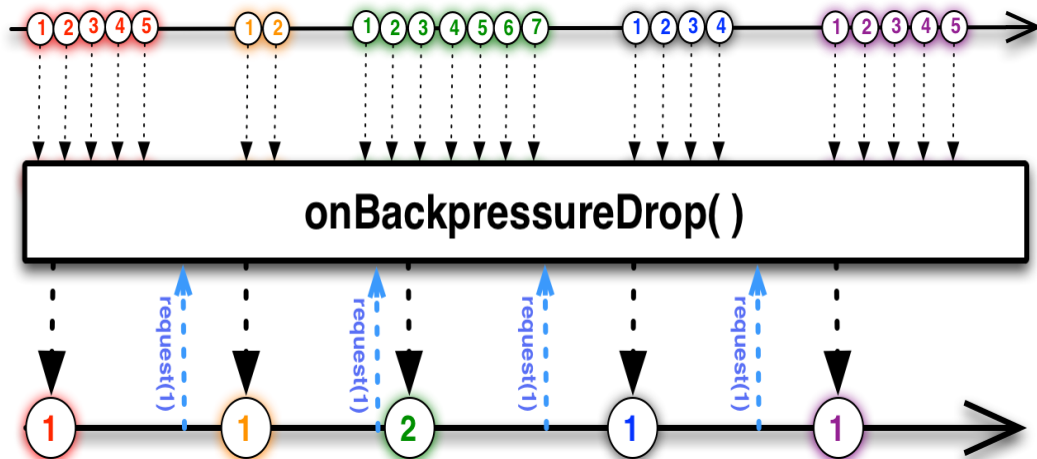 1 2 3 4 5 1 2 1 2 3 4 5 6 7 1 2 3 4 1 2 3 4 5
onBackpressureDrop( )
request(1) request(1) request(1) request(1)
1 1 2 1 1